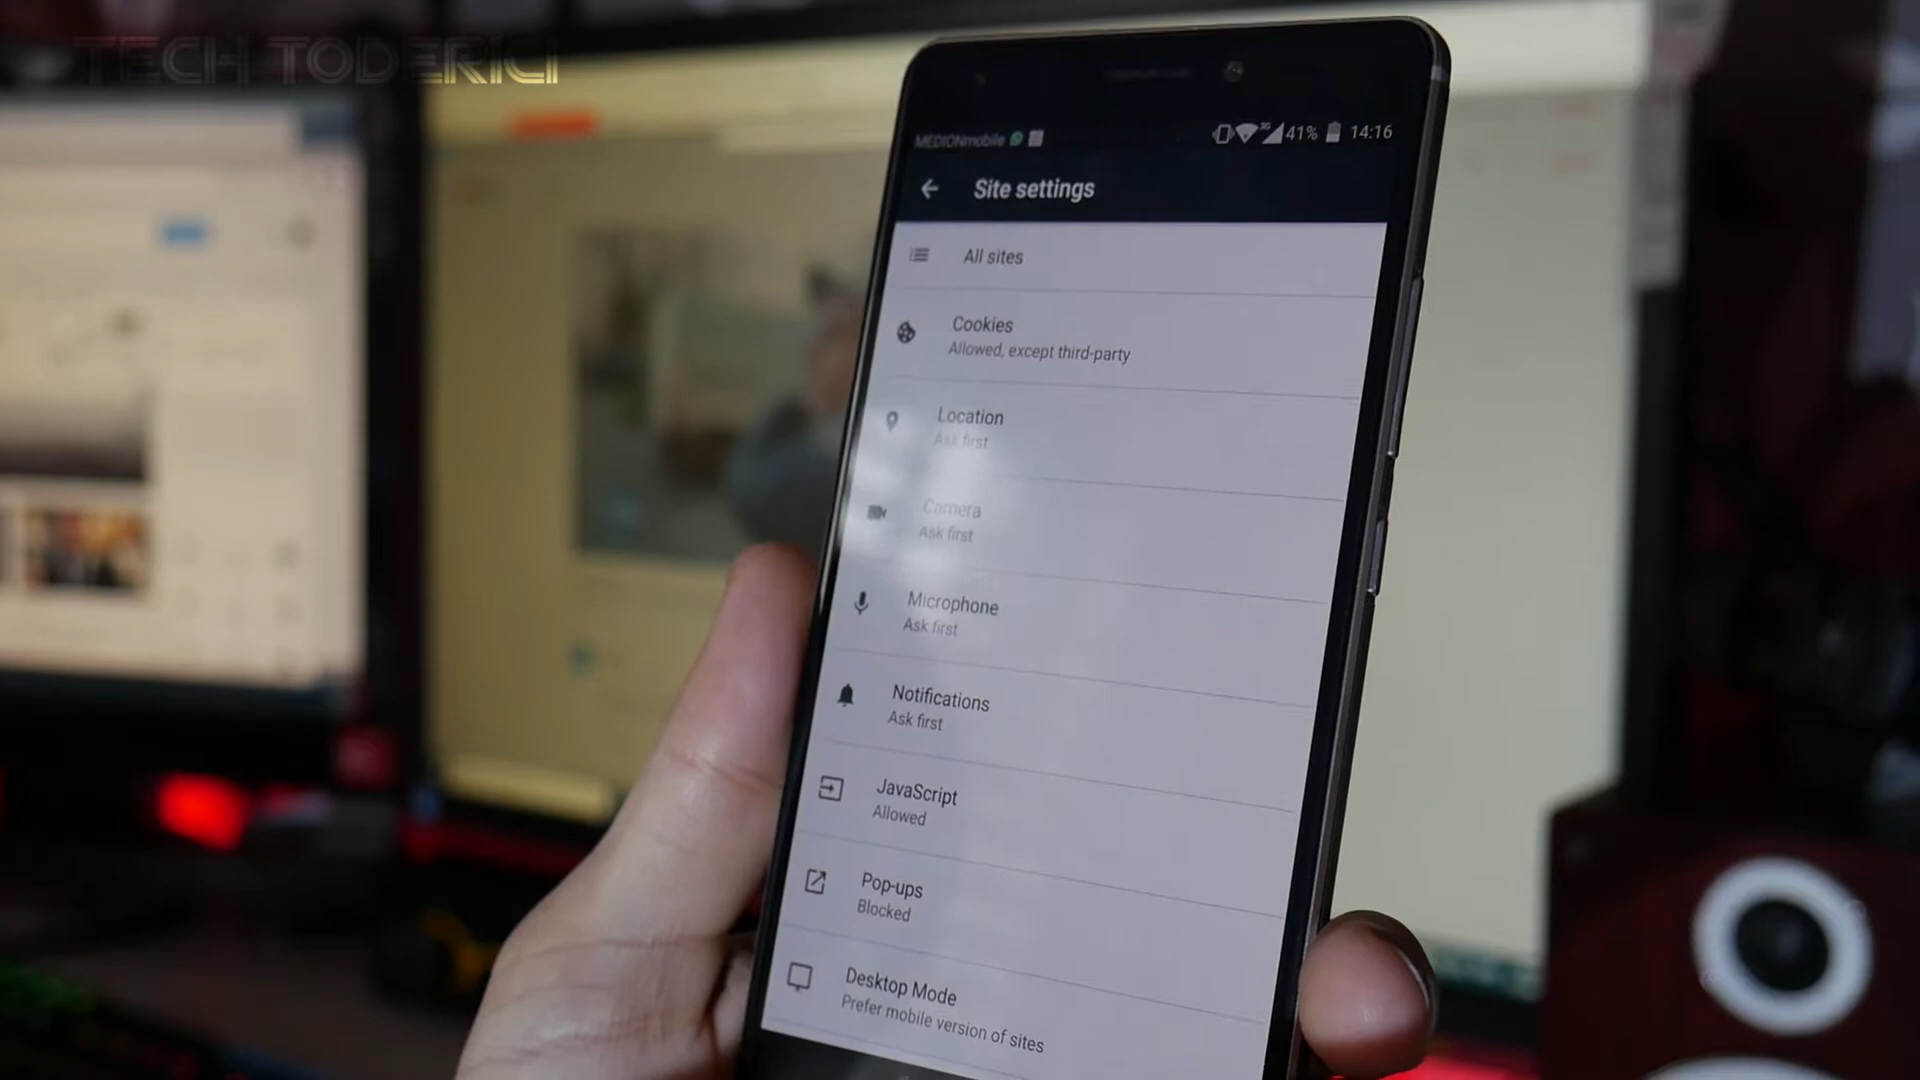 TECH TODERICI
MEDIONmobile 3G 41% 14:16
Site settings
All sites
Cookies
Allowed, except third-party
Location
Ask first
Camera
Ask first
Microphone
Ask first
Notifications
Ask first
JavaScript
Allowed
Pop-ups
Blocked
Desktop Mode
Prefer mobile version of sites